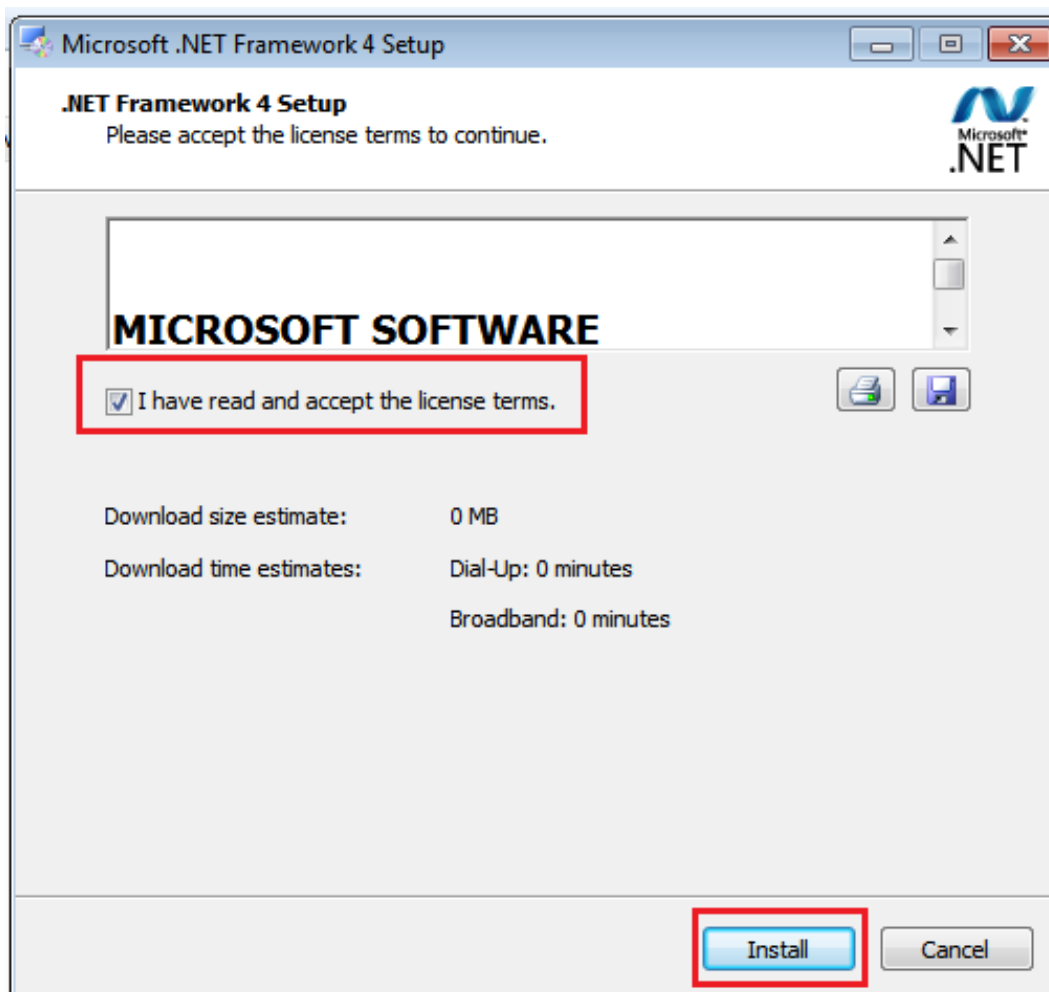 Microsoft .NET Framework 4 Setup
.NET Framework 4 Setup
Please accept the license terms to continue.
Microsoft®
.NET
MICROSOFT SOFTWARE
I have read and accept the license terms.
Download size estimate: 0 MB
Download time estimates: Dial-Up: 0 minutes
Broadband: 0 minutes
Install Cancel